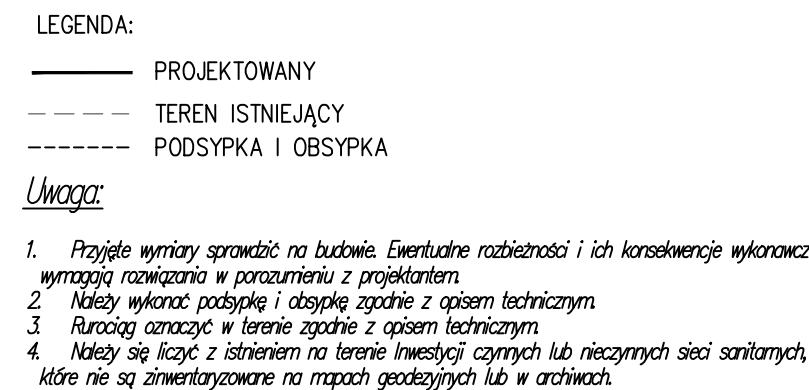 LEGENDA:
PROJEKTOWANY
TEREN ISTNIEJĄCY
PODSYPKA I OBSYPKA
Uwaga:
1. Przyjęte wymiary sprawdzić na budowie. Ewentualne rozbieżności i ich konsekwencje wykonawcz
wymagają rozwiązania w porozumieniu z projektantem.
2. Należy wykonać podsypkę i obsypkę zgodnie z opisem technicznym.
3. Rurociąg oznaczyć w terenie zgodnie z opisem technicznym.
4. Należy się liczyć z istnieniem na terenie Inwestycji czynnych lub nieczynnych sieci sanitarnych,
które nie są zinwentaryzowane na mapach geodezyjnych lub w archiwach.